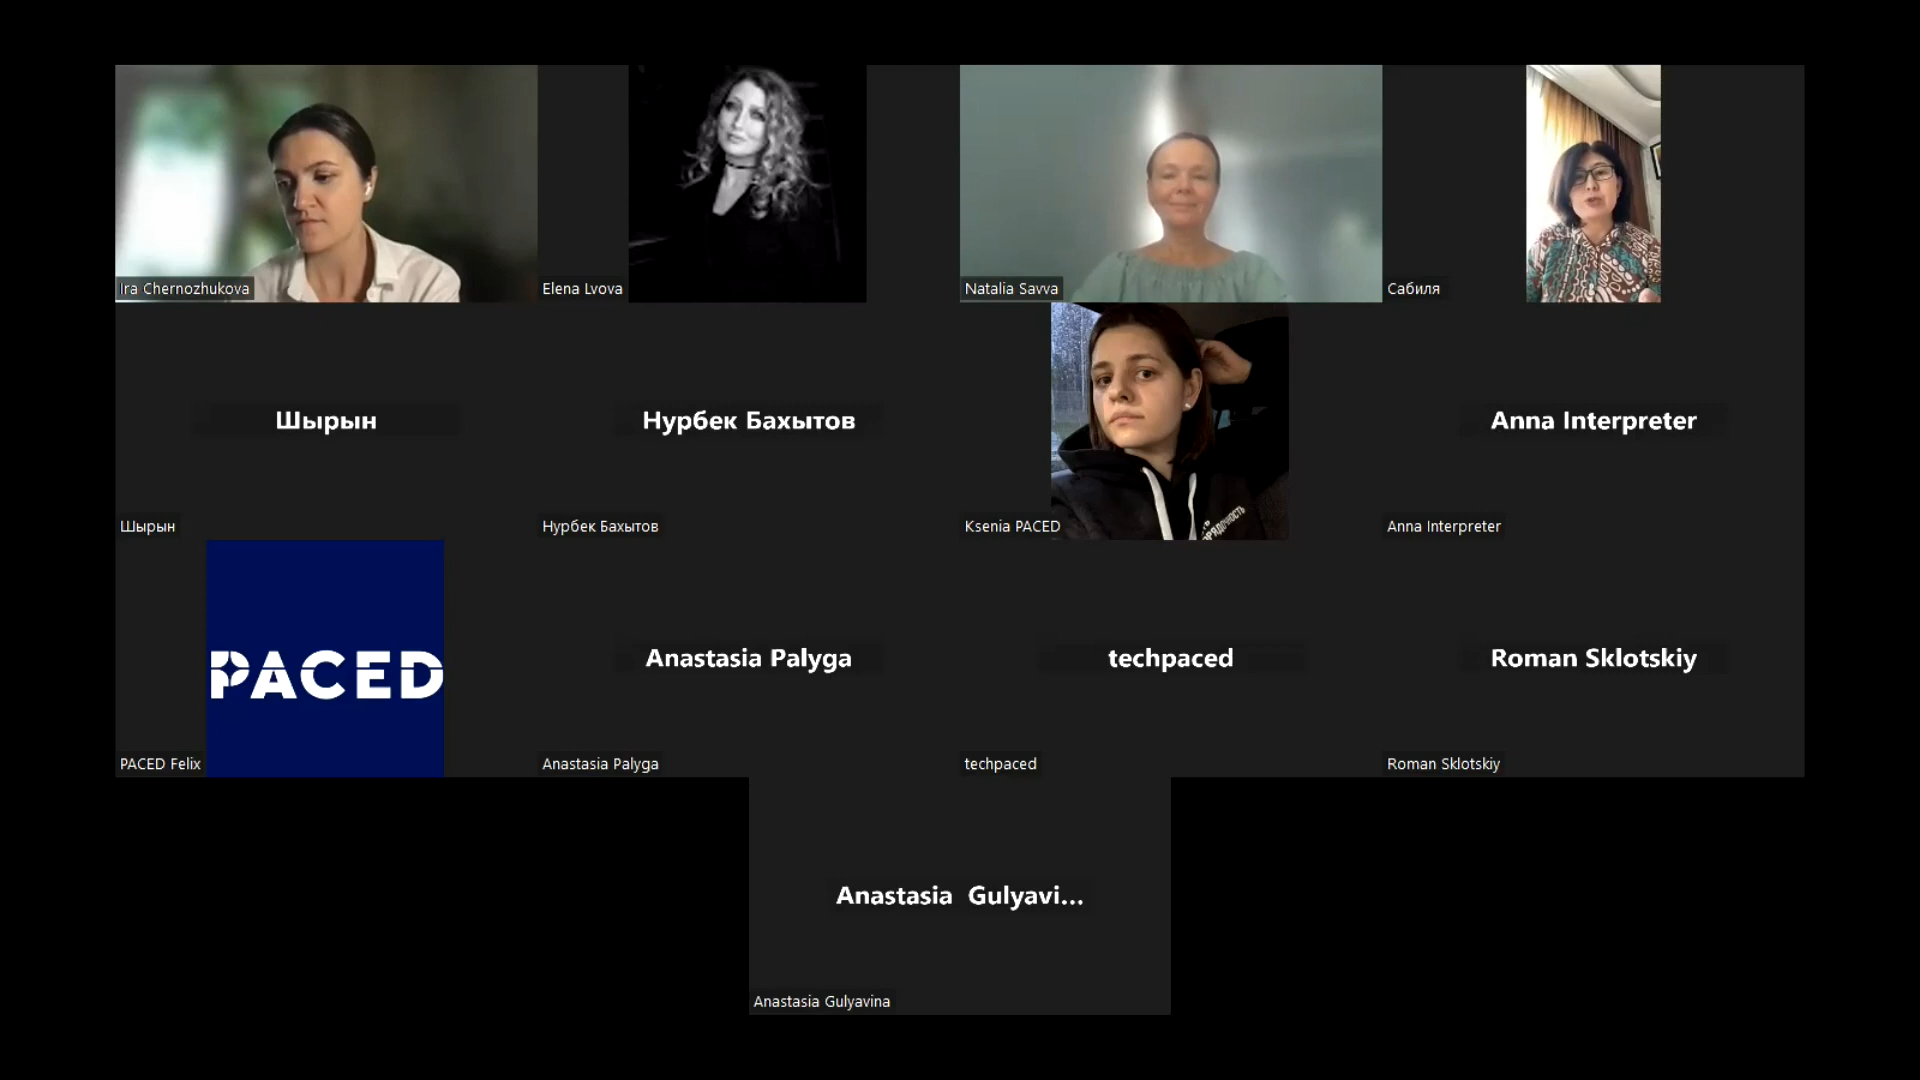 Ira Chernozhukova
Elena Lvova
Natalia Savva
Сабиля
Шырын
Нурбек Бахытов
Anna Interpreter
Шырын
Нурбек Бахытов
Ksenia PACED
Anna Interpreter
PACED
Anastasia Palyga
techpaced
Roman Sklotskiy
PACED Felix
Anastasia Palyga
techpaced
Roman Sklotskiy
Anastasia Gulyavi...
Anastasia Gulyavina